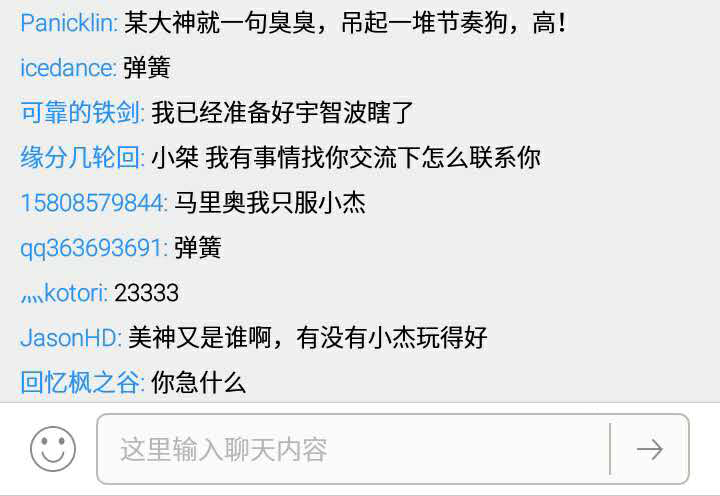 Panicklin: 某大神就一句臭臭，吊起一堆节奏狗，高！
icedance: 弹簧
可靠的铁剑: 我已经准备好宇智波瞎了
缘分几轮回: 小桀 我有事情找你交流下怎么联系你
15808579844: 马里奥我只服小杰
qq363693691: 弹簧
灬kotori: 23333
JasonHD: 美神又是谁啊，有没有小杰玩得好
回忆枫之谷: 你急什么
这里输入聊天内容